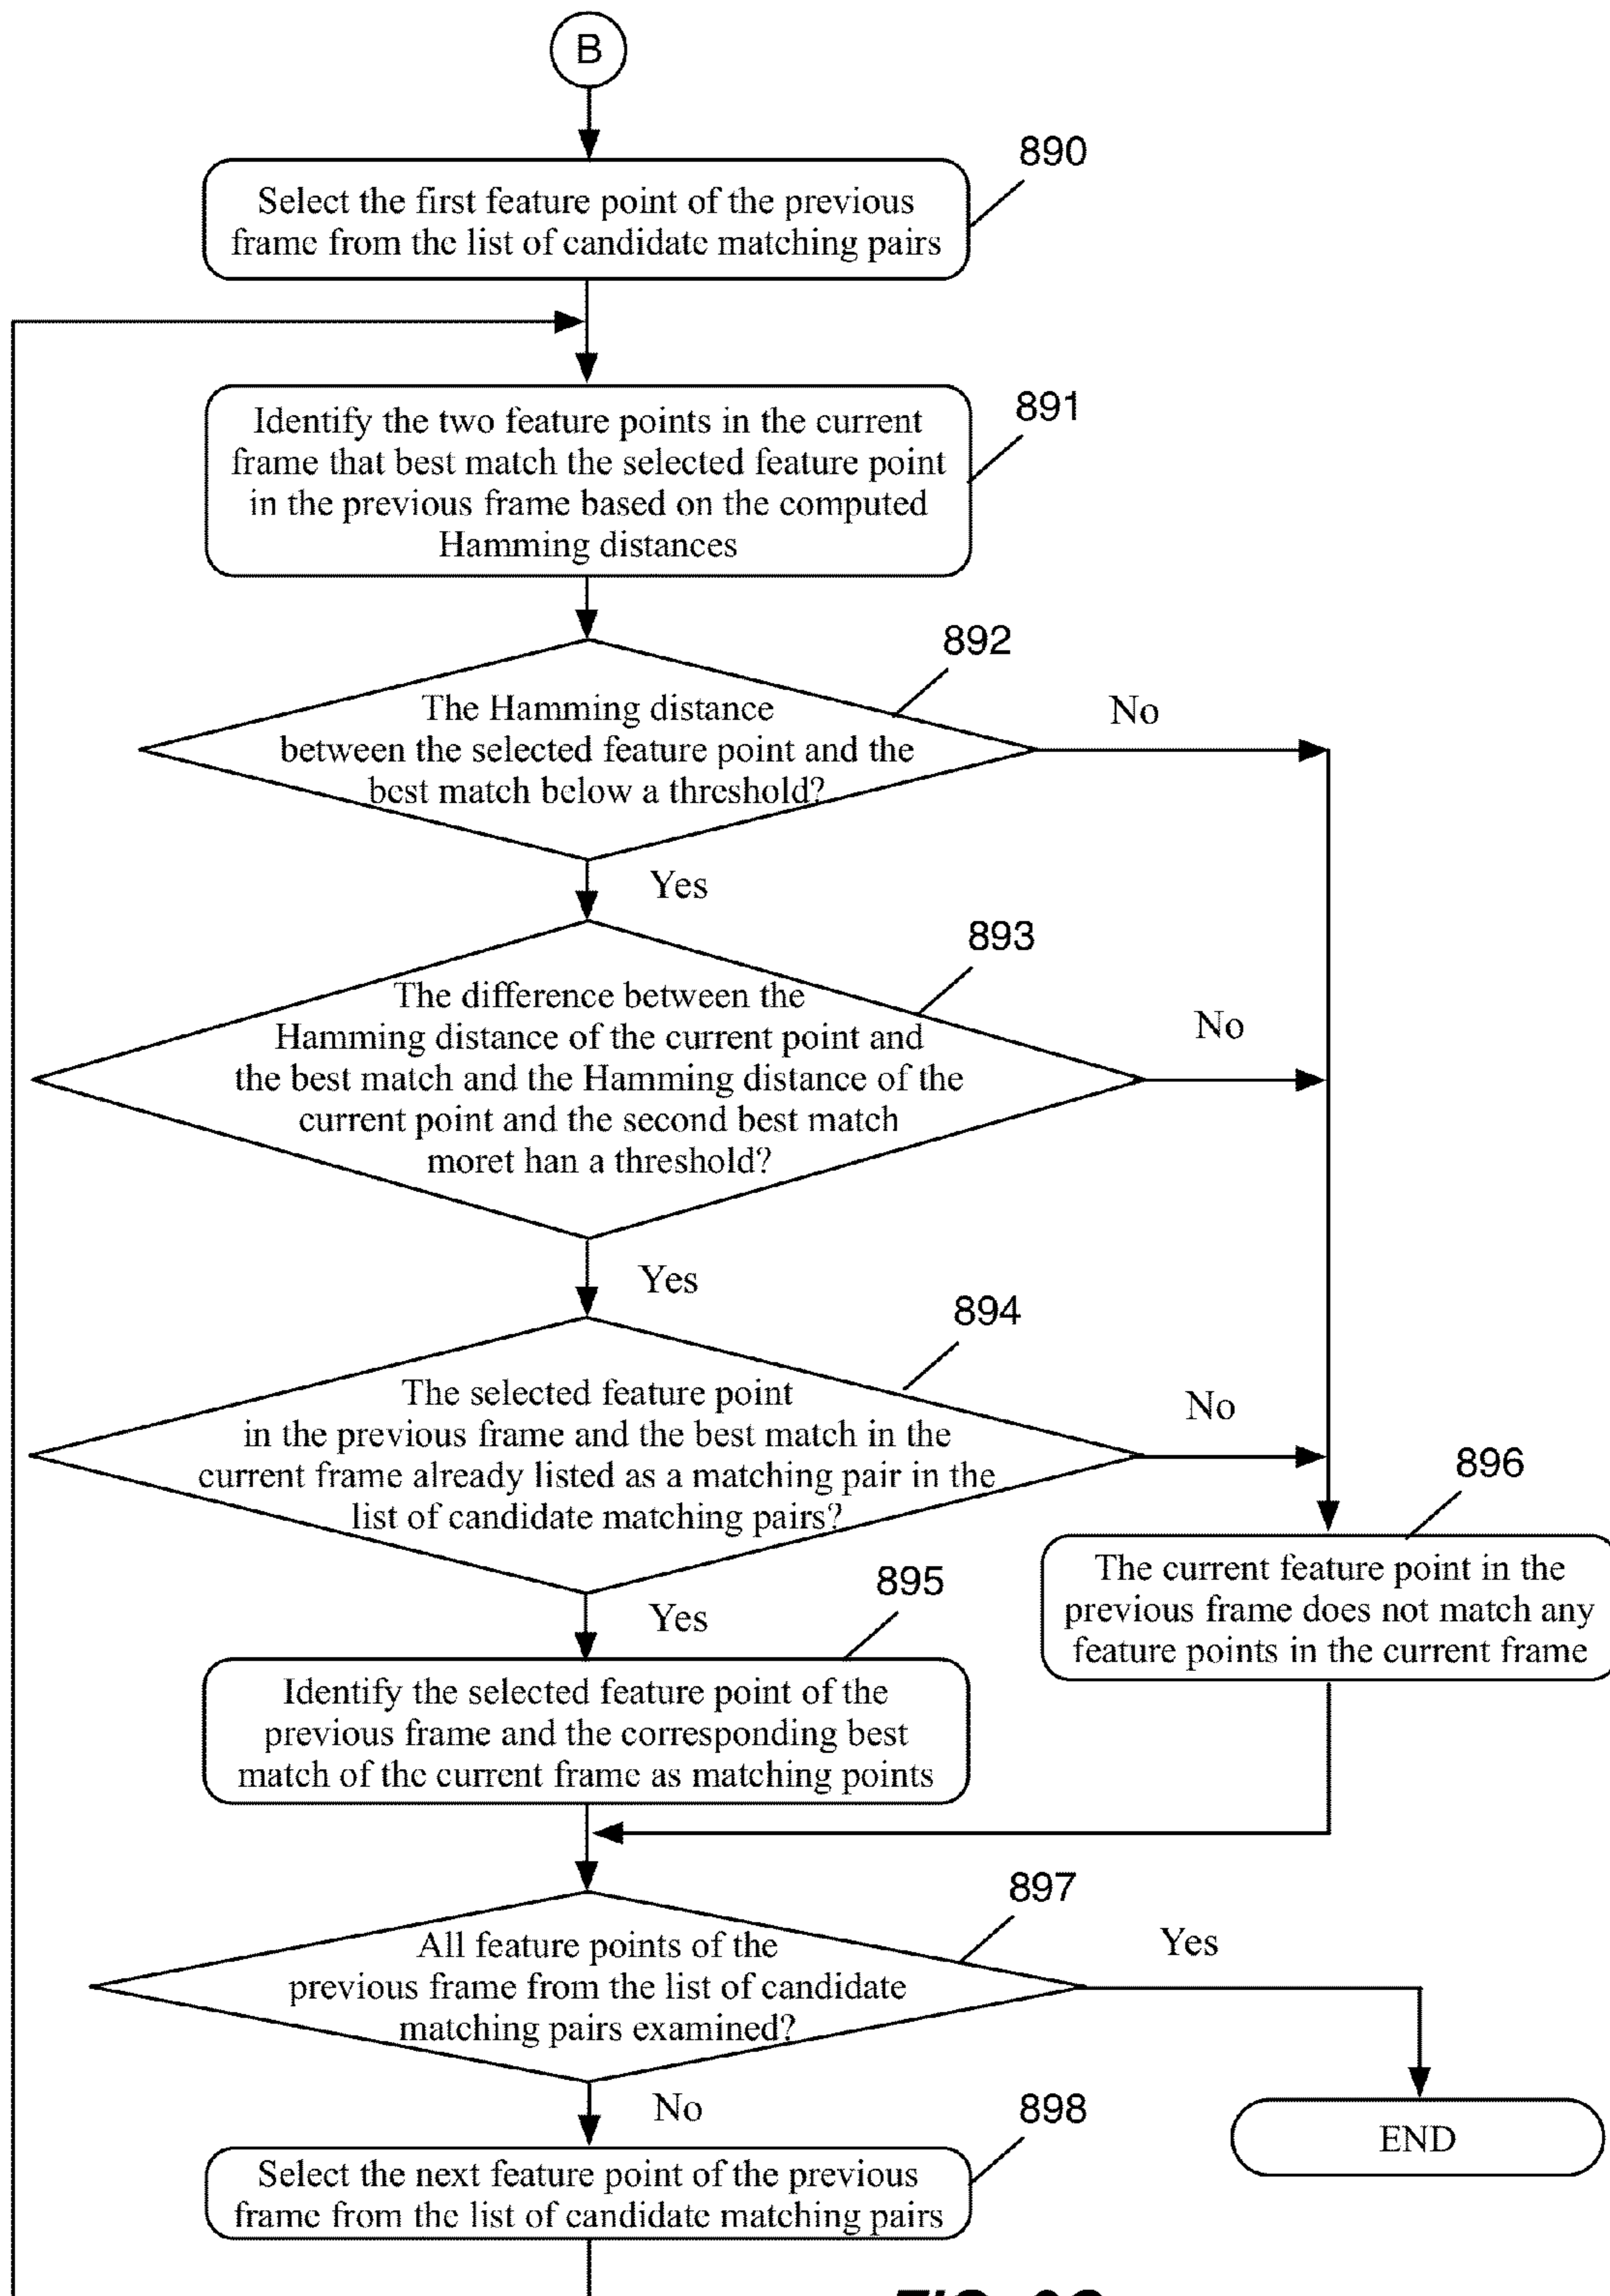 B
890
Select the first feature point of the previous
frame from the list of candidate matching pairs
891
Identify the two feature points in the current
frame that best match the selected feature point
in the previous frame based on the computed
Hamming distances
892
The Hamming distance
between the selected feature point and the
best match below a threshold?
No
Yes
893
The difference between the
Hamming distance of the current point and
the best match and the Hamming distance of the
current point and the second best match
moret han a threshold?
No
Yes
894
The selected feature point
in the previous frame and the best match in the
current frame already listed as a matching pair in the
list of candidate matching pairs?
No
896
The current feature point in the
previous frame does not match any
feature points in the current frame
Yes
895
Identify the selected feature point of the
previous frame and the corresponding best
match of the current frame as matching points
897
All feature points of the
previous frame from the list of candidate
matching pairs examined?
Yes
No
END
898
Select the next feature point of the previous
frame from the list of candidate matching pairs